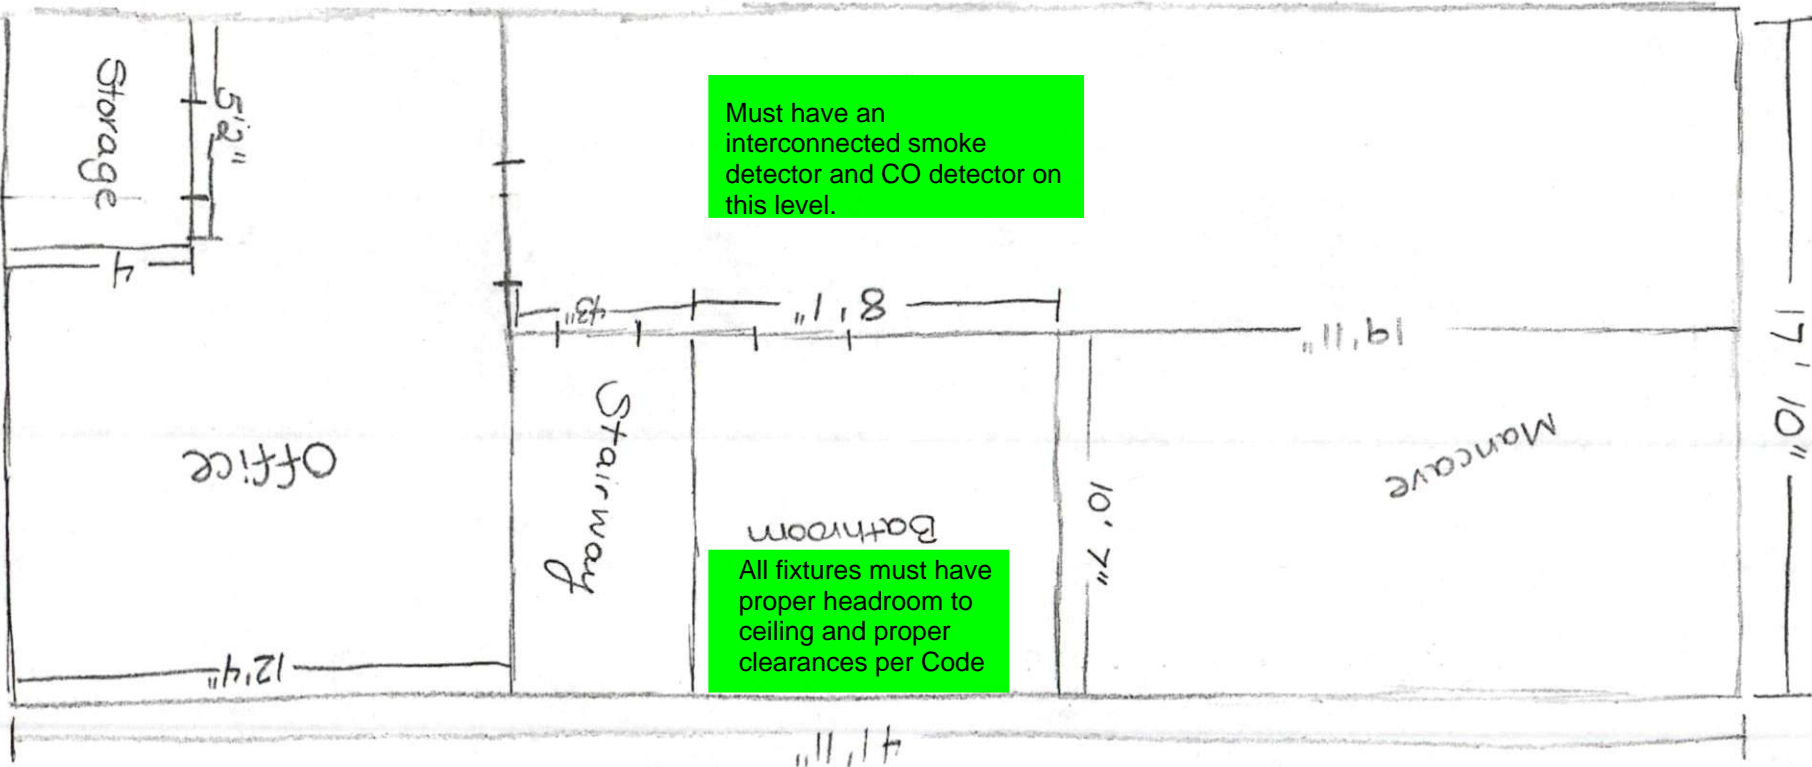 Storage
5'2"
4
Must have an
interconnected smoke
detector and CO detector on
this level.
43"
8'1"
19'11"
17' 10"
Office
Stairway
Bathroom
All fixtures must have
proper headroom to
ceiling and proper
clearances per Code
10' 7"
Mancave
12'4"
41'11"